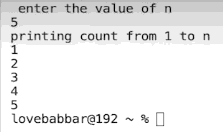 enter the value of n
5
printing count from 1 to n
1
2
3
4
5
lovebabbar@192 ~ %